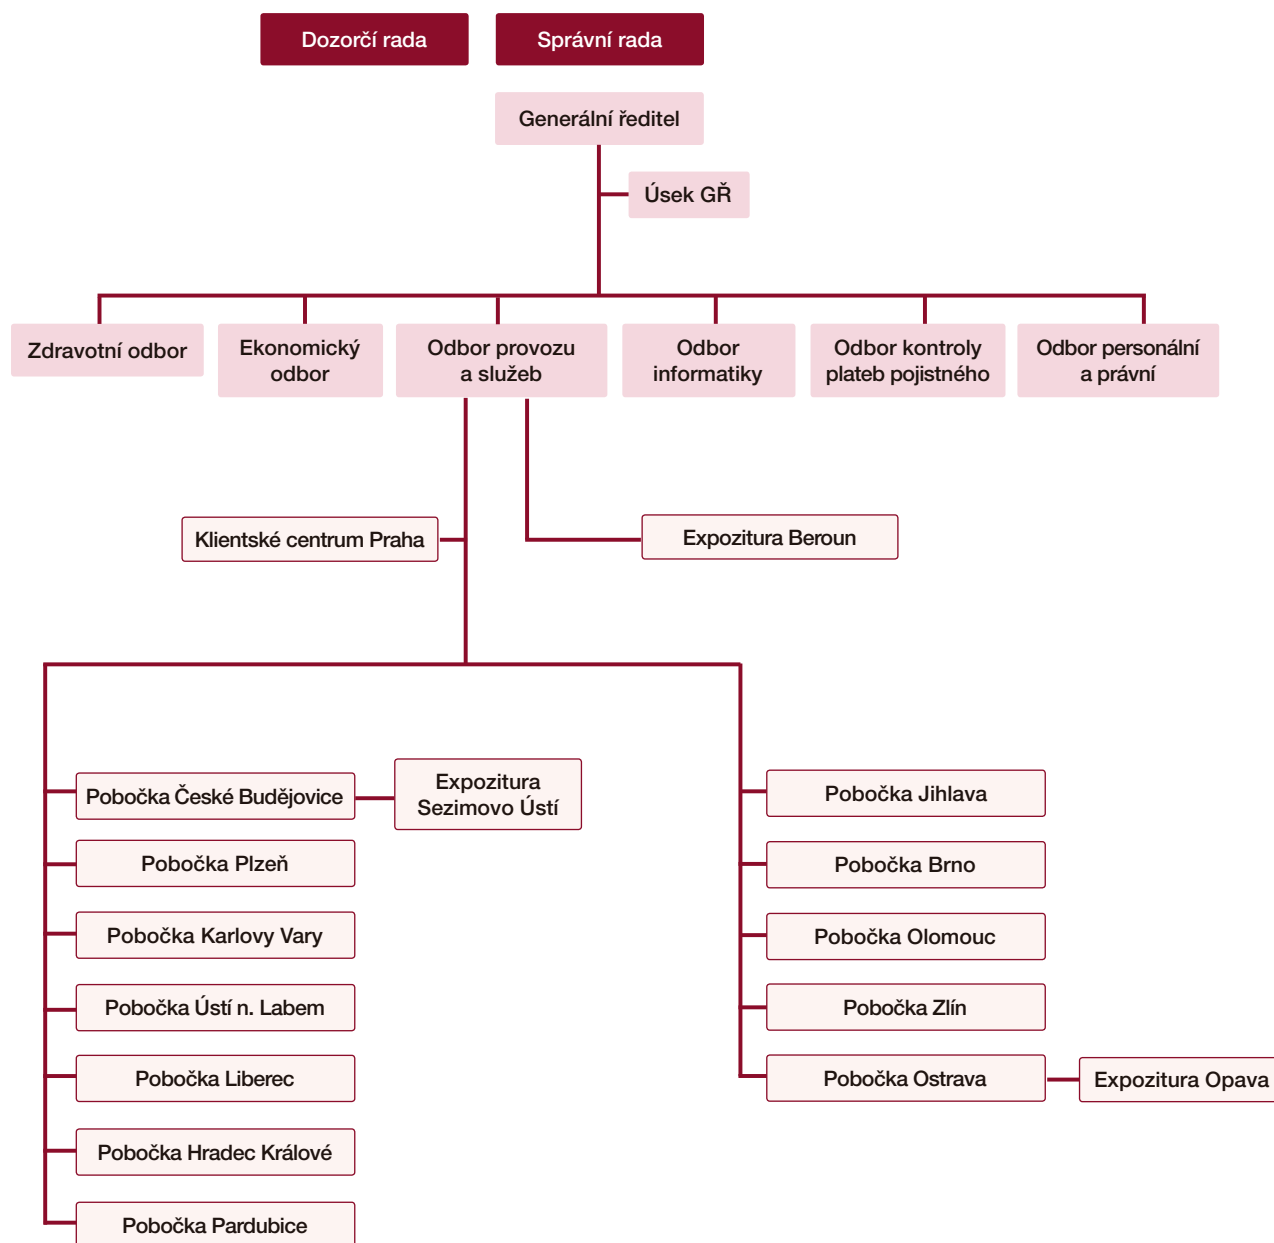 Dozorčí rada
Správní rada
Generální ředitel
Úsek GŘ
Zdravotní odbor
Ekonomický
odbor
Odbor provozu
a služeb
Odbor
informatiky
Odbor kontroly
plateb pojistného
Odbor personální
a právní
Klientské centrum Praha
Expozitura Beroun
Pobočka České Budějovice
Expozitura
Sezimovo Ústí
Pobočka Plzeň
Pobočka Karlovy Vary
Pobočka Ústí n. Labem
Pobočka Liberec
Pobočka Hradec Králové
Pobočka Pardubice
Pobočka Jihlava
Pobočka Brno
Pobočka Olomouc
Pobočka Zlín
Pobočka Ostrava
Expozitura Opava